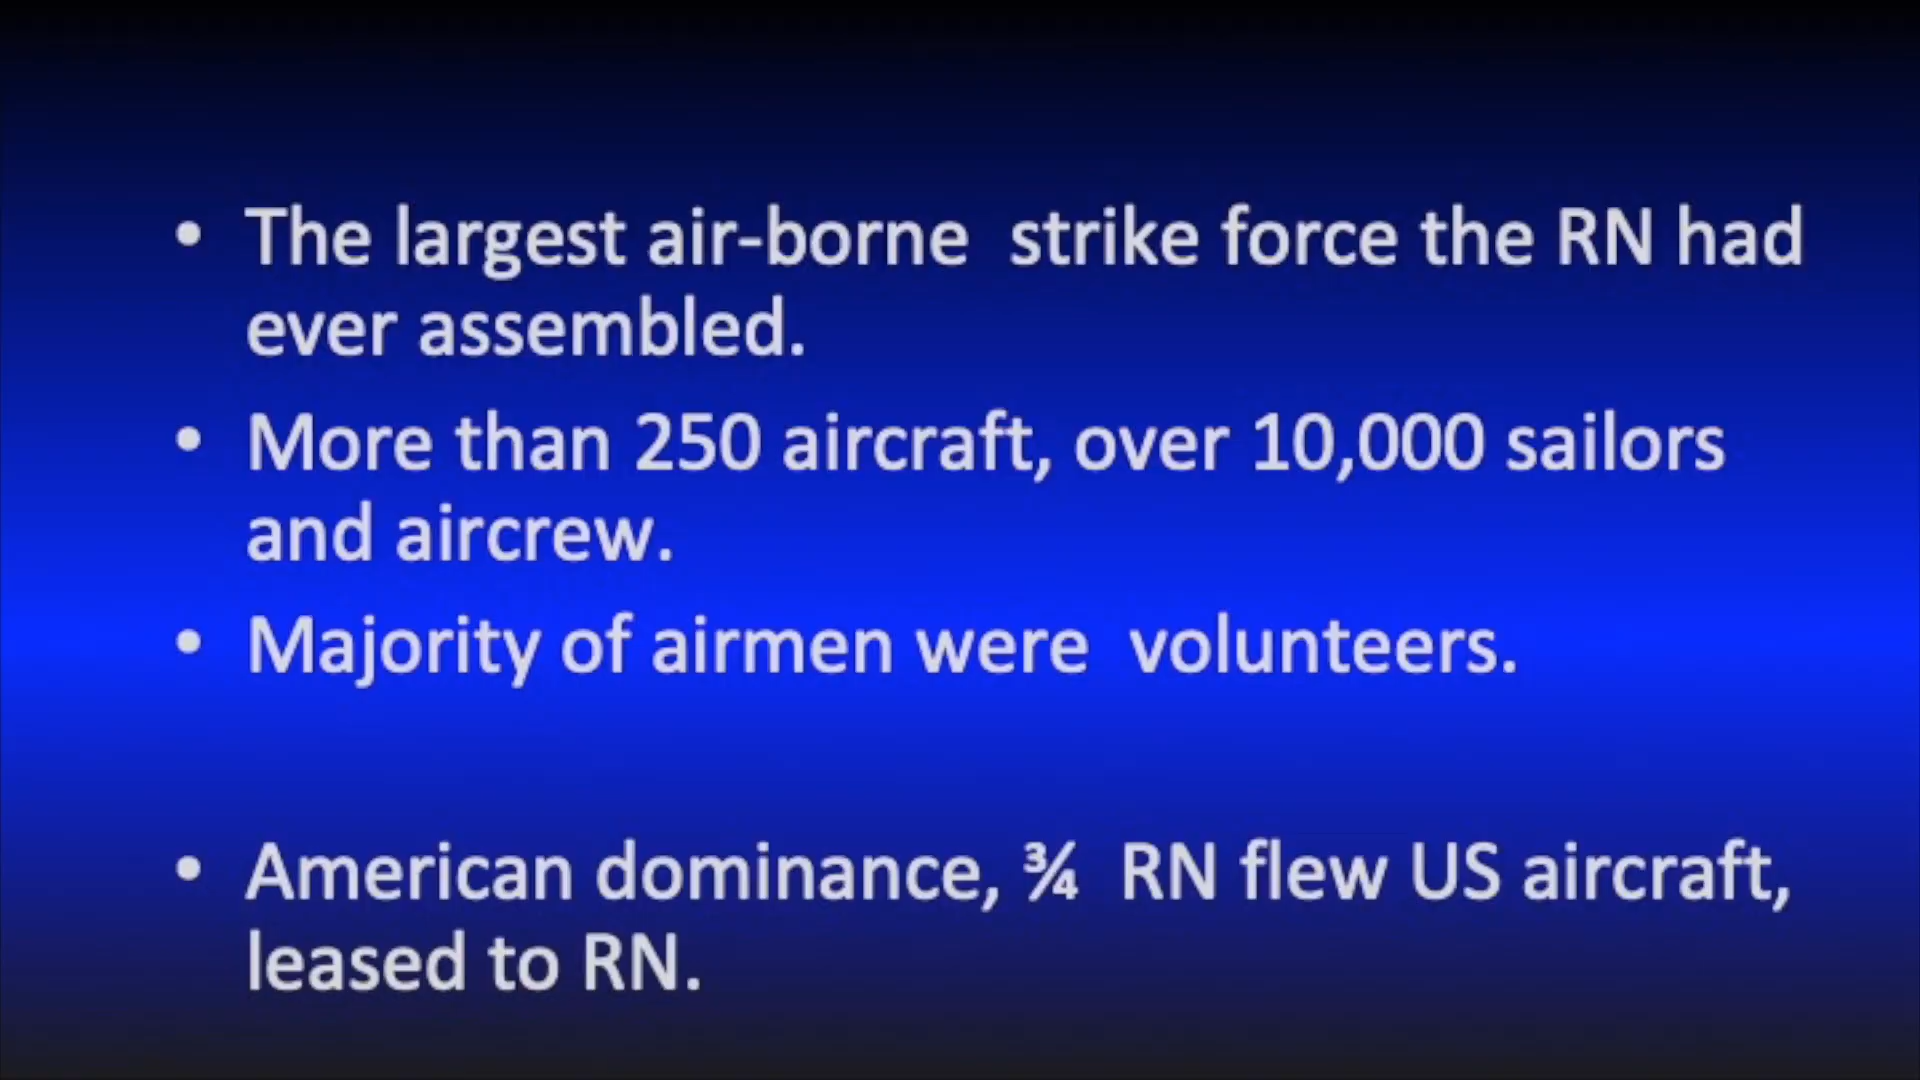 • The largest air-borne  strike force the RN had
ever assembled.
• More than 250 aircraft, over 10,000 sailors
and aircrew.
• Majority of airmen were  volunteers.
• American dominance, ¾  RN flew US aircraft,
leased to RN.